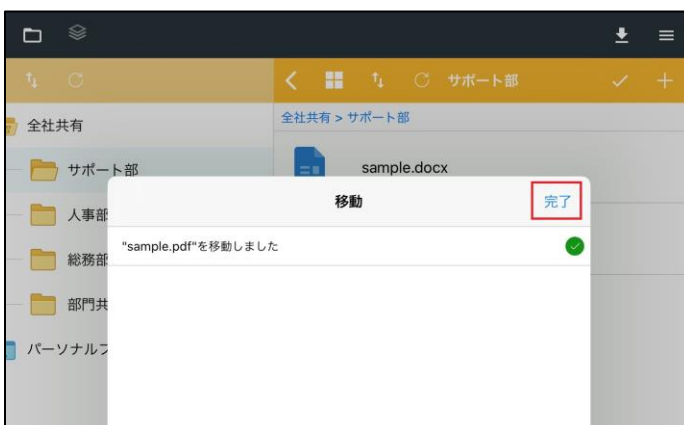 サポート部
全社共有
全社共有 > サポート部
サポート部
sample.docx
人事部
総務部
部門共
パーソナルフ
移動
完了
"sample.pdf"を移動しました